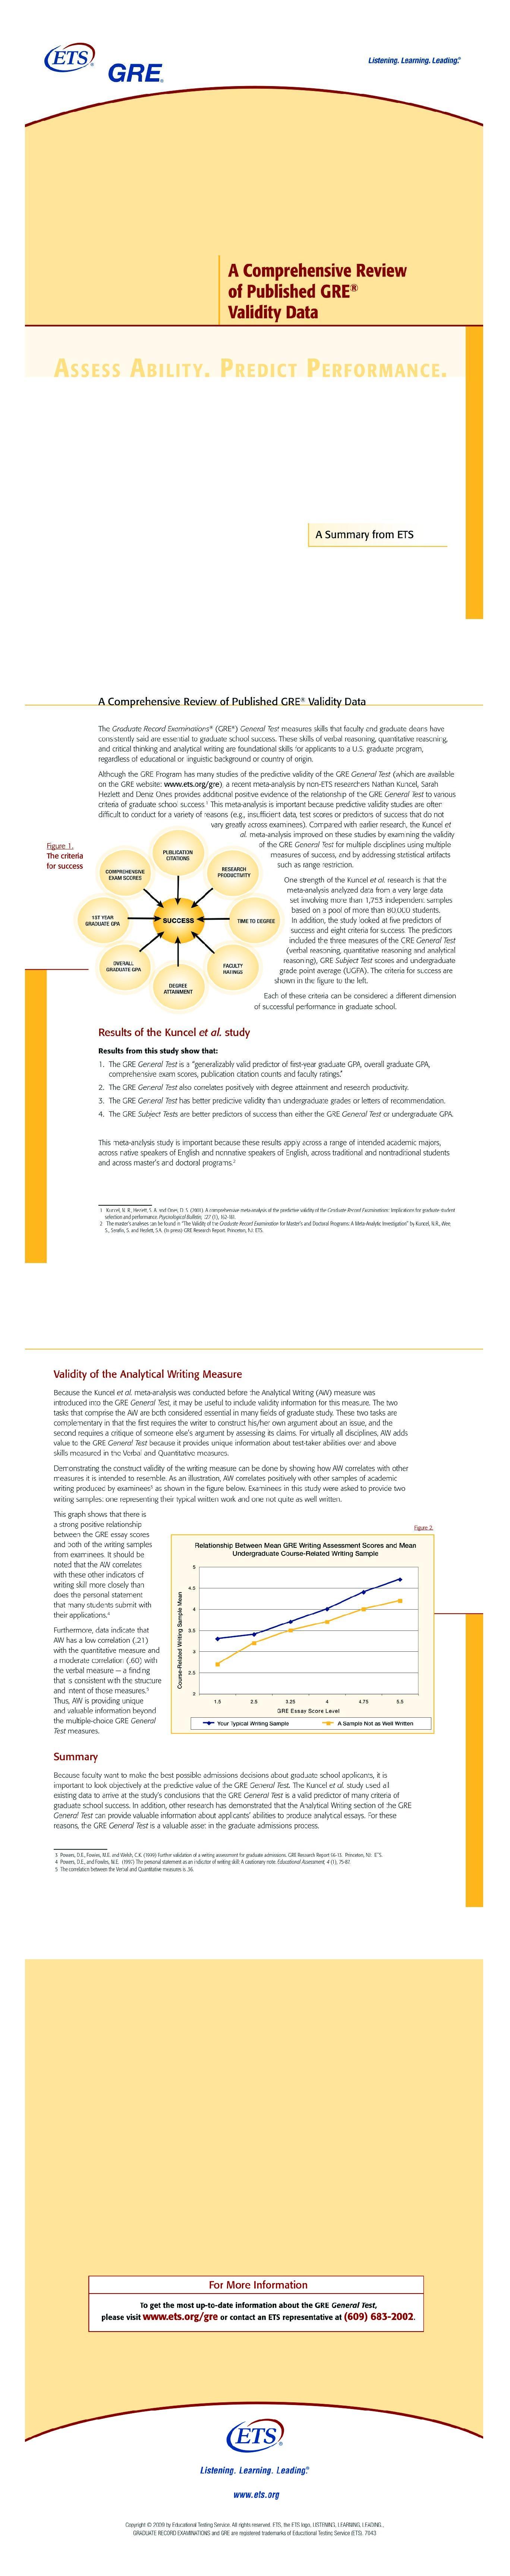 ETS
GRE®
Listening. Learning. Leading.®
A Comprehensive Review
of Published GRE®
Validity Data
ASSESS ABILITY. PREDICT PERFORMANCE.
A Summary from ETS
A Comprehensive Review of Published GRE® Validity Data
The Graduate Record Examinations® (GRE®) General Test measures skills that faculty and graduate deans have
consistently said are essential to graduate school success. These skills of verbal reasoning, quantitative reasoning,
and critical thinking and analytical writing are foundational skills for applicants to a U.S. graduate program,
regardless of educational or linguistic background or country of origin.
Although the GRE Program has many studies of the predictive validity of the GRE General Test (which are available
on the GRE website: www.ets.org/gre) a recent meta-analysis by non-ETS researchers Nathan Kuncel, Sarah
Hezlett and Deniz Ones provides additional positive evidence of the relationship of the GRE General Test to various
criteria of graduate school success.1 This meta-analysis is important because predictive validity studies are often
difficult to conduct for a variety of reasons (e.g., insufficient data, test scores or predictors of success that do not
vary greatly across examinees). Compared with earlier research, the Kuncel et
al. meta-analysis improved on these studies by examining the validity
of the GRE General Test for multiple disciplines using multiple
measures of success, and by addressing statistical artifacts
such as range restriction.
Figure 1.
The criteria
for success
PUBLICATION
CITATIONS
COMPREHENSIVE
EXAM SCORES
RESEARCH
PRODUCTIVITY
1ST YEAR
GRADUATE GPA
SUCCESS
TIME TO DEGREE
OVERALL
GRADUATE GPA
FACULTY
RATINGS
DEGREE
ATTAINMENT
One strength of the Kuncel et al. research is that the
meta-analysis analyzed data from a very large data
set involving more than 1,753 independent samples
based on a pool of more than 80,000 students.
In addition, the study looked at five predictors of
success and eight criteria for success. The predictors
included the three measures of the GRE General Test
(verbal reasoning, quantitative reasoning and analytical
reasoning), GRE Subject Test scores and undergraduate
grade point average (UGPA). The criteria for success are
shown in the figure to the left.
Each of these criteria can be considered a different dimension
of successful performance in graduate school.
Results of the Kuncel et al. study
Results from this study show that:
1. The GRE General Test is a "generalizably valid predictor of first-year graduate GPA, overall graduate GPA,
comprehensive exam scores, publication citation counts and faculty ratings."
2. The GRE General Test also correlates positively with degree attainment and research productivity.
3. The GRE General Test has better predictive validity than undergraduate grades or letters of recommendation.
4. The GRE Subject Tests are better predictors of success than either the GRE General Test or undergraduate GPA.
This meta-analysis study is important because these results apply across a range of intended academic majors,
across native speakers of English and nonnative speakers of English, across traditional and nontraditional students
and across master's and doctoral programs.2
1 Kuncel, N. R., Hezlett, S. A. and Ones, D. S. (2001). A comprehensive meta-analysis of the predictive validity of the Graduate Record Examinations: Implications for graduate student
selection and performance. Psychological Bulletin, 127 (1), 162-181.
2 The master's analyses can be found in "The Validity of the Graduate Record Examination for Master's and Doctoral Programs: A Meta-Analytic Investigation" by Kuncel, N.R., Wee,
S., Serafin, S. and Hezlett, S.A. (in press) GRE Research Report. Princeton, NJ: ETS.
Validity of the Analytical Writing Measure
Because the Kuncel et al. meta-analysis was conducted before the Analytical Writing (AW) measure was
introduced into the GRE General Test, it may be useful to include validity information for this measure. The two
tasks that comprise the AW are both considered essential in many fields of graduate study. These two tasks are
complementary in that the first requires the writer to construct his/her own argument about an issue, and the
second requires a critique of someone else's argument by assessing its claims. For virtually all disciplines, AW adds
value to the GRE General Test because it provides unique information about test-taker abilities over and above
skills measured in the Verbal and Quantitative measures.
Demonstrating the construct validity of the writing measure can be done by showing how AW correlates with other
measures it is intended to resemble. As an illustration, AW correlates positively with other samples of academic
writing produced by examinees3 as shown in the figure below. Examinees in this study were asked to provide two
writing samples: one representing their typical written work and one not quite as well written.
This graph shows that there is
a strong positive relationship
between the GRE essay scores
and both of the writing samples
from examinees. It should be
noted that the AW correlates
with these other indicators of
writing skill more closely than
does the personal statement
that many students submit with
their applications.4
Furthermore, data indicate that
AW has a low correlation (.21)
with the quantitative measure and
a moderate correlation (.60) with
the verbal measure — a finding
that is consistent with the structure
and intent of those measures.5
Thus, AW is providing unique
and valuable information beyond
the multiple-choice GRE General
Test measures.
Figure 2.
Relationship Between Mean GRE Writing Assessment Scores and Mean
Undergraduate Course-Related Writing Sample
Course-Related Writing Sample Mean
5
4.5
4
3.5
3
2.5
2
1.5 2.5 3.25 4 4.75 5.5
GRE Essay Score Level
Your Typical Writing Sample A Sample Not as Well Written
Summary
Because faculty want to make the best possible admissions decisions about graduate school applicants, it is
important to look objectively at the predictive value of the GRE General Test. The Kuncel et al. study used all
existing data to arrive at the study's conclusions that the GRE General Test is a valid predictor of many criteria of
graduate school success. In addition, other research has demonstrated that the Analytical Writing section of the GRE
General Test can provide valuable information about applicants' abilities to produce analytical essays. For these
reasons, the GRE General Test is a valuable asset in the graduate admissions process.
3 Powers, D.E., Fowles, M.E. and Welsh, C.K. (1999) Further validation of a writing assessment for graduate admissions. GRE Research Report 96-13. Princeton, NJ: ETS.
4 Powers, D.E., and Fowles, M.E. (1997) The personal statement as an indicator of writing skill: A cautionary note. Educational Assessment, 4 (1), 75-87.
5 The correlation between the Verbal and Quantitative measures is .36.
For More Information
To get the most up-to-date information about the GRE General Test,
please visit www.ets.org/gre or contact an ETS representative at (609) 683-2002.
ETS
Listening. Learning. Leading.®
www.ets.org
Copyright © 2009 by Educational Testing Service. All rights reserved. ETS, the ETS logo, LISTENING. LEARNING. LEADING.,
GRADUATE RECORD EXAMINATIONS and GRE are registered trademarks of Educational Testing Service (ETS). 7943